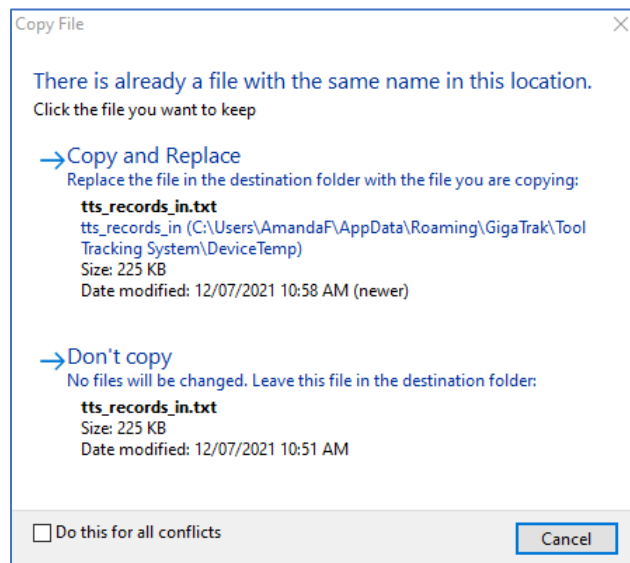 Copy File
There is already a file with the same name in this location.
Click the file you want to keep
Copy and Replace
Replace the file in the destination folder with the file you are copying:
tts_records_in.txt
tts_records_in (C:\Users\AmandaF\AppData\Roaming\GigaTrak\Tool
Tracking System\DeviceTemp)
Size: 225 KB
Date modified: 12/07/2021 10:58 AM (newer)
Don't copy
No files will be changed. Leave this file in the destination folder:
tts_records_in.txt
Size: 225 KB
Date modified: 12/07/2021 10:51 AM
Do this for all conflicts
Cancel